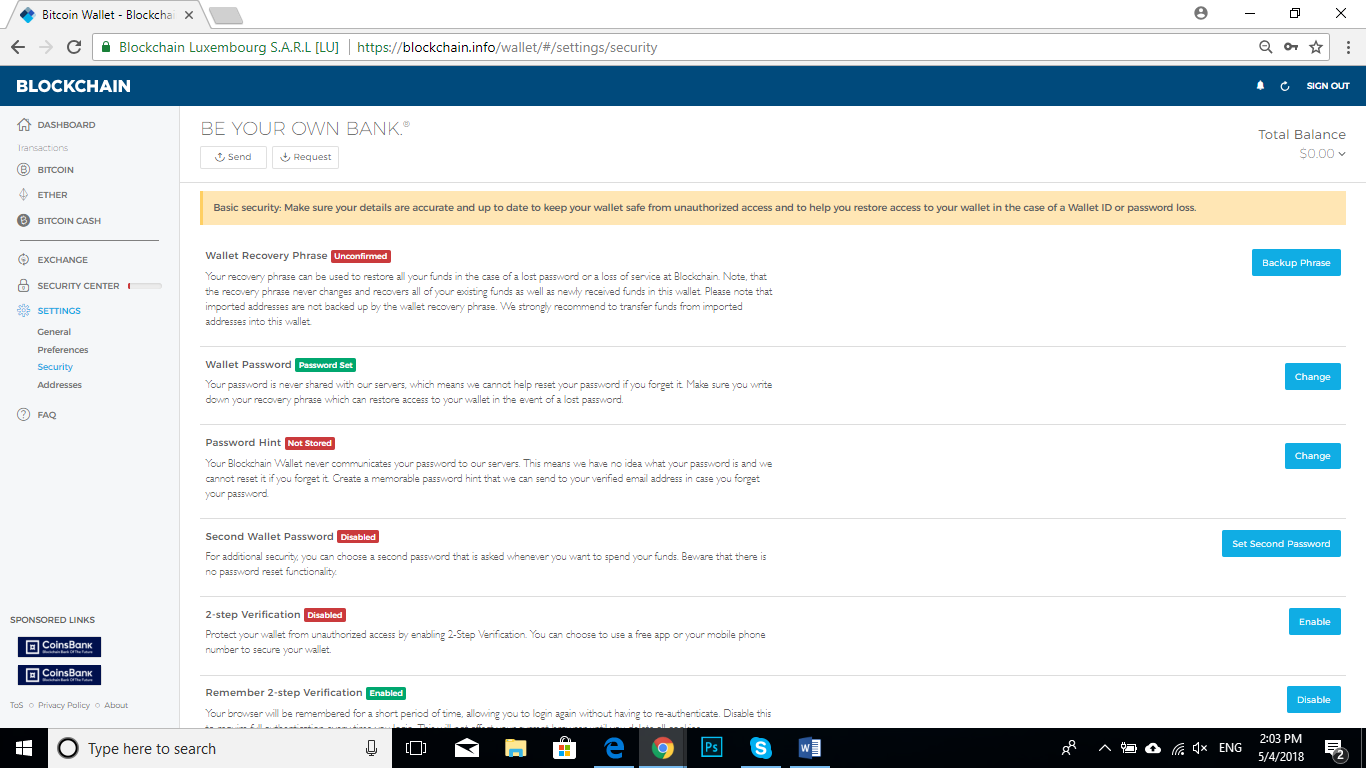 Bitcoin Wallet - Blockchai
Blockchain Luxembourg S.A.R.L [LU] https://blockchain.info/wallet/#/settings/security
BLOCKCHAIN
SIGN OUT
DASHBOARD
Transactions
BITCOIN
ETHER
BITCOIN CASH
EXCHANGE
SECURITY CENTER
SETTINGS
General
Preferences
Security
Addresses
FAQ
SPONSORED LINKS
COINSBANK
Blockchain Bank Of The Future
COINSBANK
Blockchain Bank Of The Future
ToS Privacy Policy About
BE YOUR OWN BANK.®
Send Request
Total Balance
$0.00
Basic security: Make sure your details are accurate and up to date to keep your wallet safe from unauthorized access and to help you restore access to your wallet in the case of a Wallet ID or password loss.
Wallet Recovery Phrase Unconfirmed
Your recovery phrase can be used to restore all your funds in the case of a lost password or a loss of service at Blockchain. Note, that
the recovery phrase never changes and recovers all of your existing funds as well as newly received funds in this wallet. Please note that
imported addresses are not backed up by the wallet recovery phrase. We strongly recommend to transfer funds from imported
addresses into this wallet.
Backup Phrase
Wallet Password Password Set
Your password is never shared with our servers, which means we cannot help reset your password if you forget it. Make sure you write
down your recovery phrase which can restore access to your wallet in the event of a lost password.
Change
Password Hint Not Stored
Your Blockchain Wallet never communicates your password to our servers. This means we have no idea what your password is and we
cannot reset it if you forget it. Create a memorable password hint that we can send to your verified email address in case you forget
your password.
Change
Second Wallet Password Disabled
For additional security, you can choose a second password that is asked whenever you want to spend your funds. Beware that there is
no password reset functionality.
Set Second Password
2-step Verification Disabled
Protect your wallet from unauthorized access by enabling 2-Step Verification. You can choose to use a free app or your mobile phone
number to secure your wallet.
Enable
Remember 2-step Verification Enabled
Your browser will be remembered for a short period of time, allowing you to login again without having to re-authenticate. Disable this
Disable
Type here to search
Ps
ENG
2:03 PM
5/4/2018
2